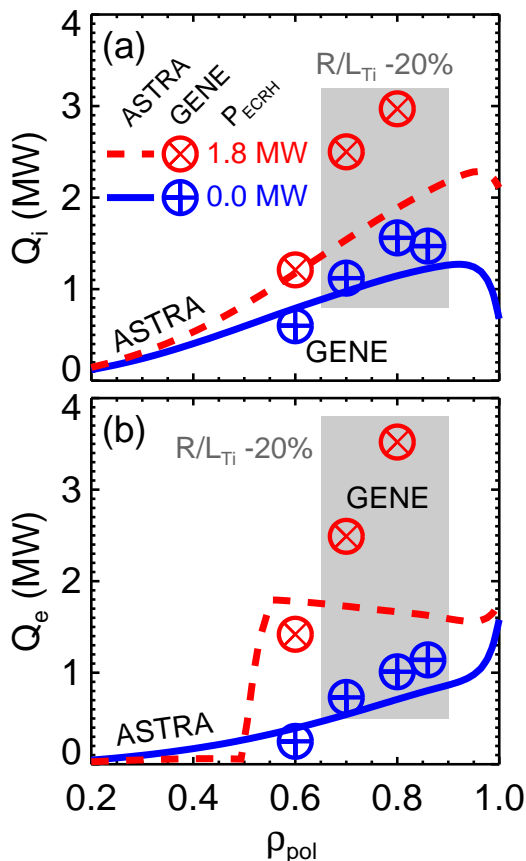 4
(a)
R/L_Ti -20%
ASTRA
GENE
P_ECRH
3
1.8 MW
0.0 MW
2
Q_i (MW)
1
ASTRA
GENE
0
4
(b)
R/L_Ti -20%
GENE
3
2
Q_e (MW)
1
ASTRA
0
0.2 0.4 0.6 0.8 1.0
ρ_pol